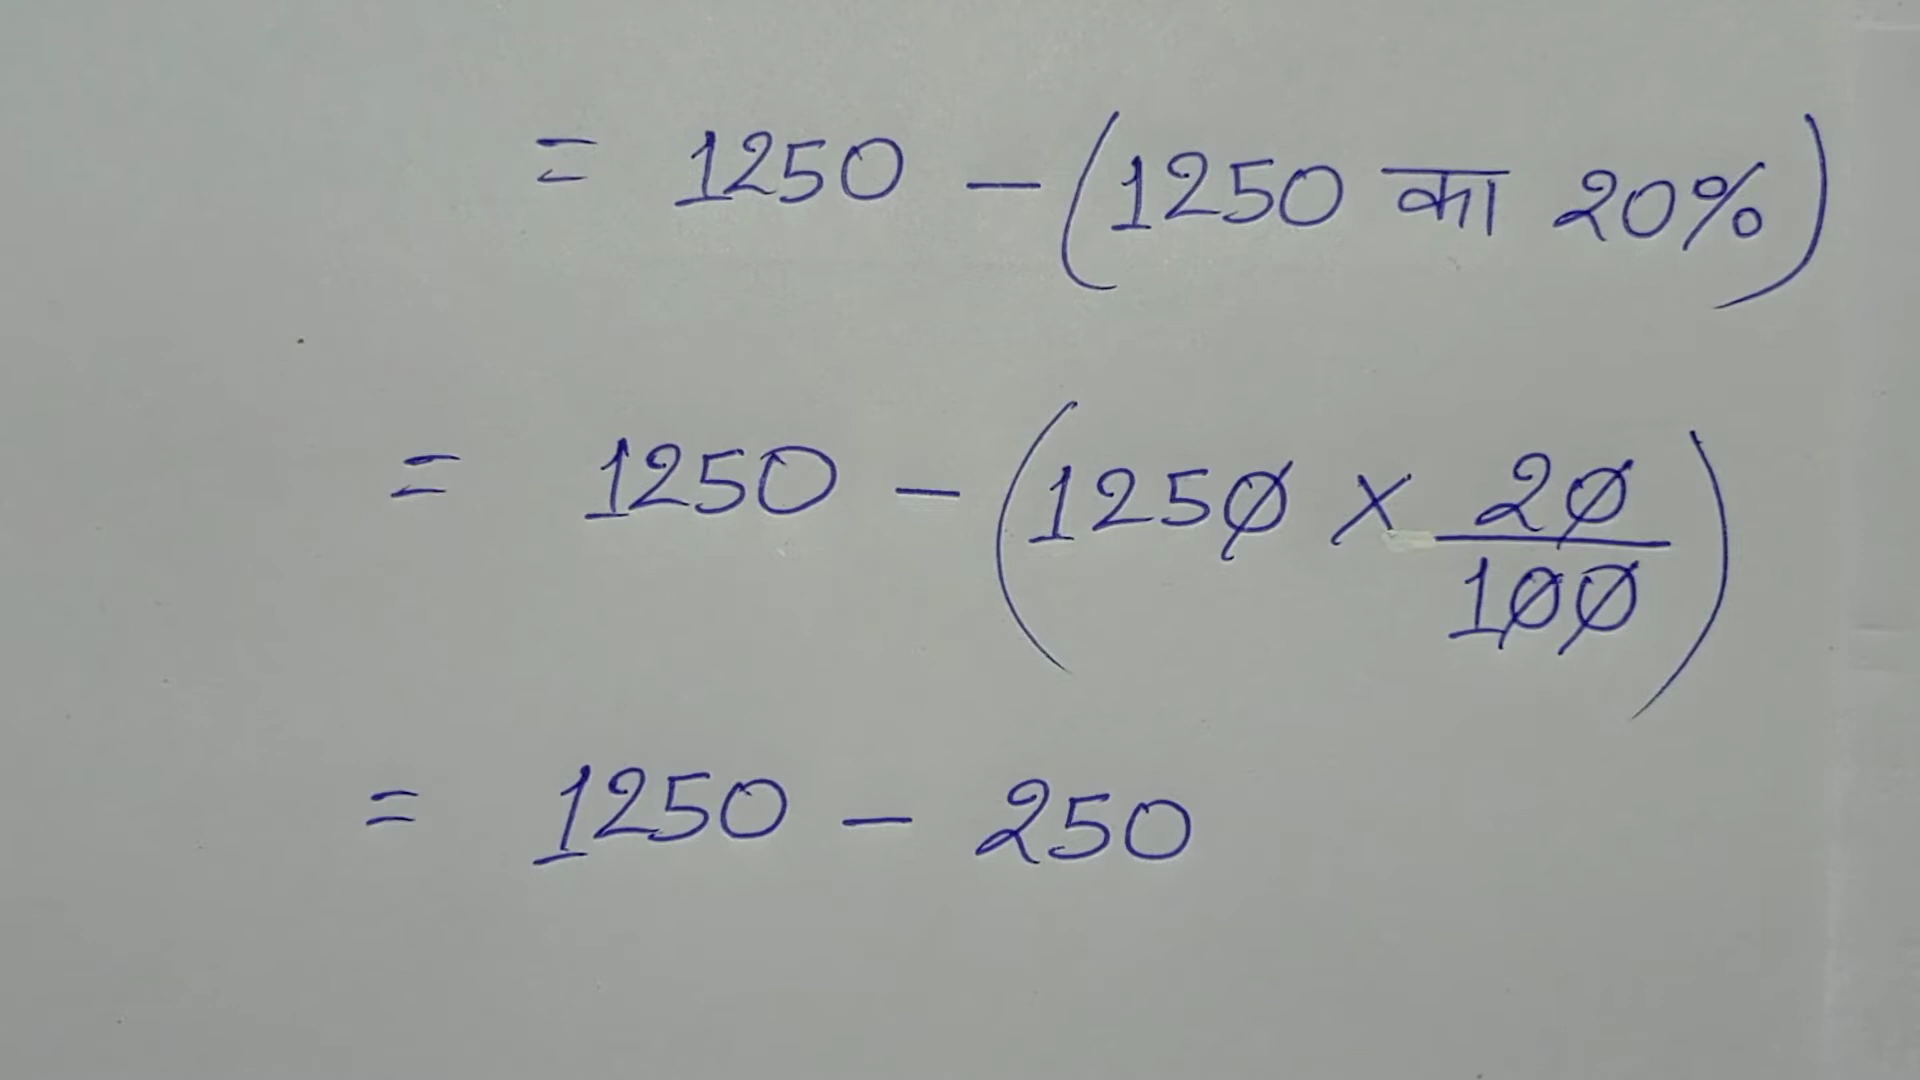 = 1250 - (1250 का 20%)
= 1250 - (1250 × 20/100)
= 1250 - 250